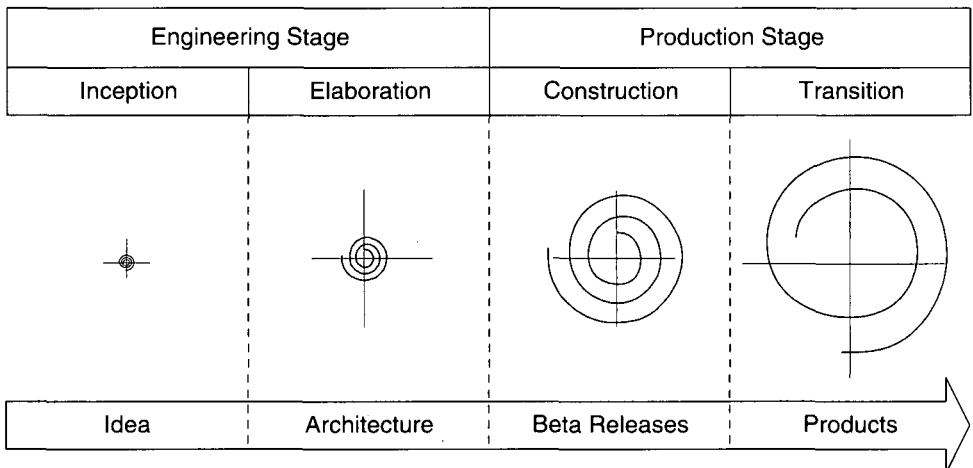 Engineering Stage Production Stage
Inception Elaboration Construction Transition
Idea Architecture Beta Releases Products